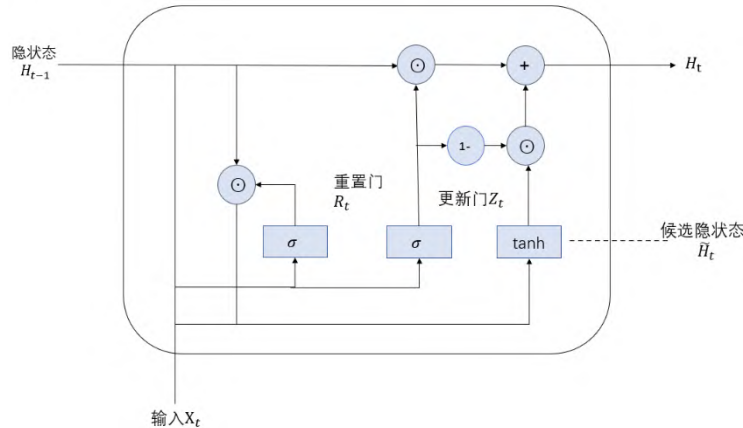 隐状态
H_{t-1}
⊙
+
H_t
1-
⊙
⊙
重置门
R_t
更新门Z_t
σ
σ
tanh
候选隐状态
H̃_t
输入X_t